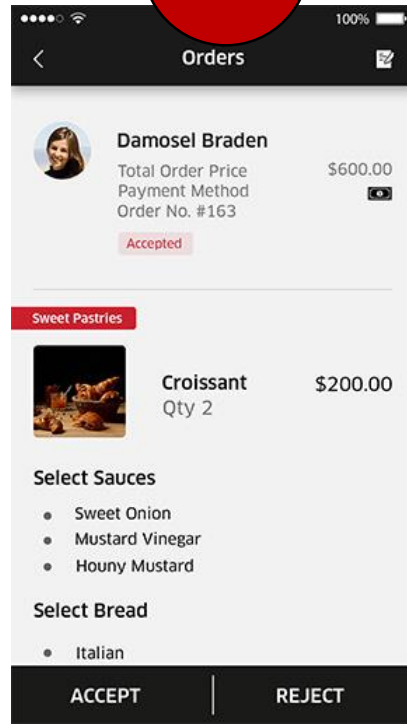 100%
Orders
Damosel Braden
Total Order Price $600.00
Payment Method
Order No. #163
Accepted
Sweet Pastries
Croissant $200.00
Qty 2
Select Sauces
Sweet Onion
Mustard Vinegar
Houny Mustard
Select Bread
Italian
ACCEPT REJECT